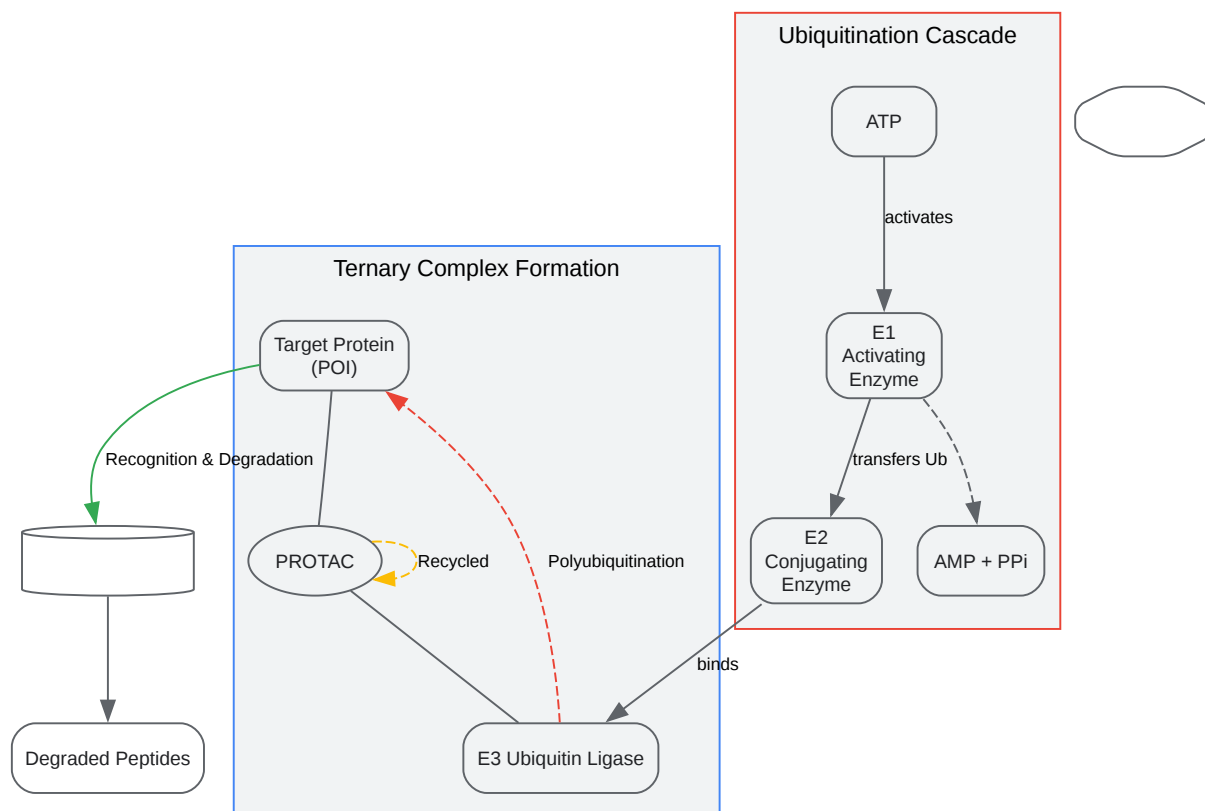 Ubiquitination Cascade
ATP
activates
Ternary Complex Formation
Target Protein
(POI)
E1
Activating
Enzyme
Recognition & Degradation
transfers Ub
PROTAC
Recycled
Polyubiquitination
E2
Conjugating
Enzyme
AMP + PPi
binds
Degraded Peptides
E3 Ubiquitin Ligase